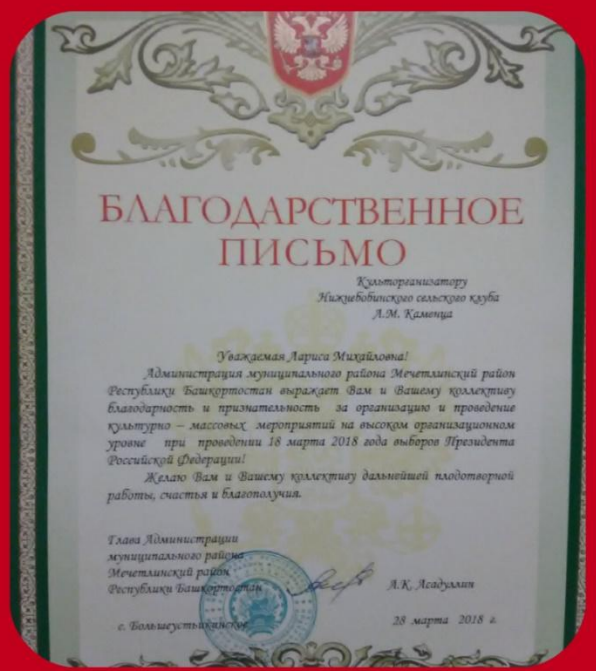 БЛАГОДАРСТВЕННОЕ
ПИСЬМО
Культорганизатору
Нижнебобинского сельского клуба
Л.М. Каменца
Уважаемая Лариса Михайловна!
Администрация муниципального района Мечетлинский район
Республики Башкортостан выражает Вам и Вашему коллективу
благодарность и признательность за организацию и проведение
культурно – массовых мероприятий на высоком организационном
уровне при проведении 18 марта 2018 года выборов Президента
Российской Федерации!
Желаю Вам и Вашему коллективу дальнейшей плодотворной
работы, счастья и благополучия.
Глава Администрации
муниципального района
Мечетлинский район
Республики Башкортостан
А.К. Асадуллин
с. Большеустьикинское
28 марта 2018 г.